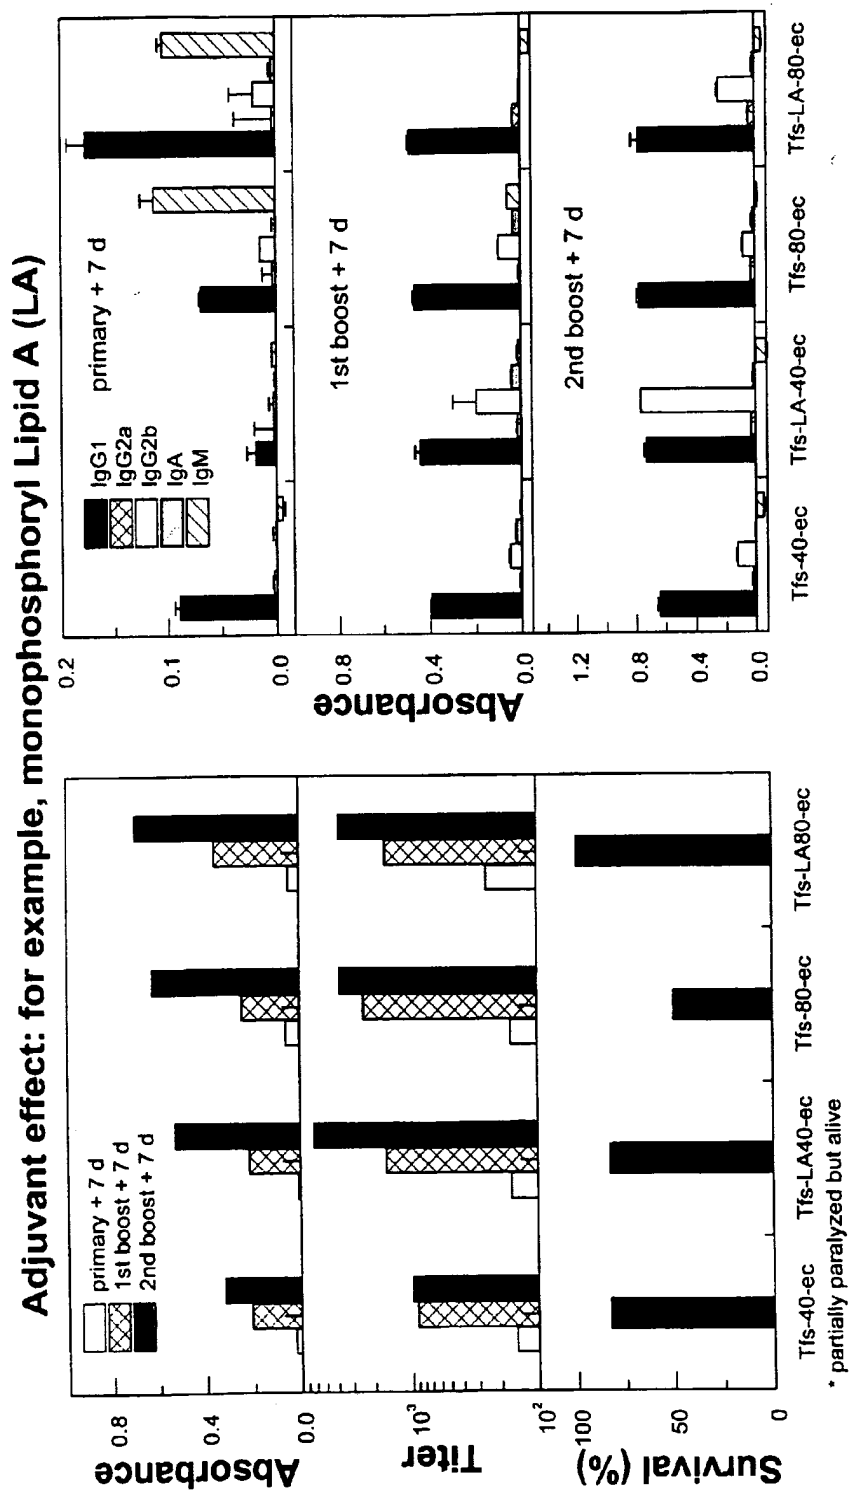 Adjuvant effect: for example, monophosphoryl Lipid A (LA)
primary + 7 d
1st boost + 7 d
2nd boost + 7 d
Absorbance
0.8
0.4
0.0
Titer
10³
10²
Survival (%)
100
50
0
Tfs-40-ec
Tfs-LA40-ec
Tfs-80-ec
Tfs-LA80-ec
* partially paralyzed but alive
IgG1
IgG2a
IgG2b
IgA
IgM
primary + 7 d
0.2
0.1
0.0
1st boost + 7 d
Absorbance
0.8
0.4
0.0
2nd boost + 7 d
1.2
0.8
0.4
0.0
Tfs-40-ec
Tfs-LA-40-ec
Tfs-80-ec
Tfs-LA-80-ec